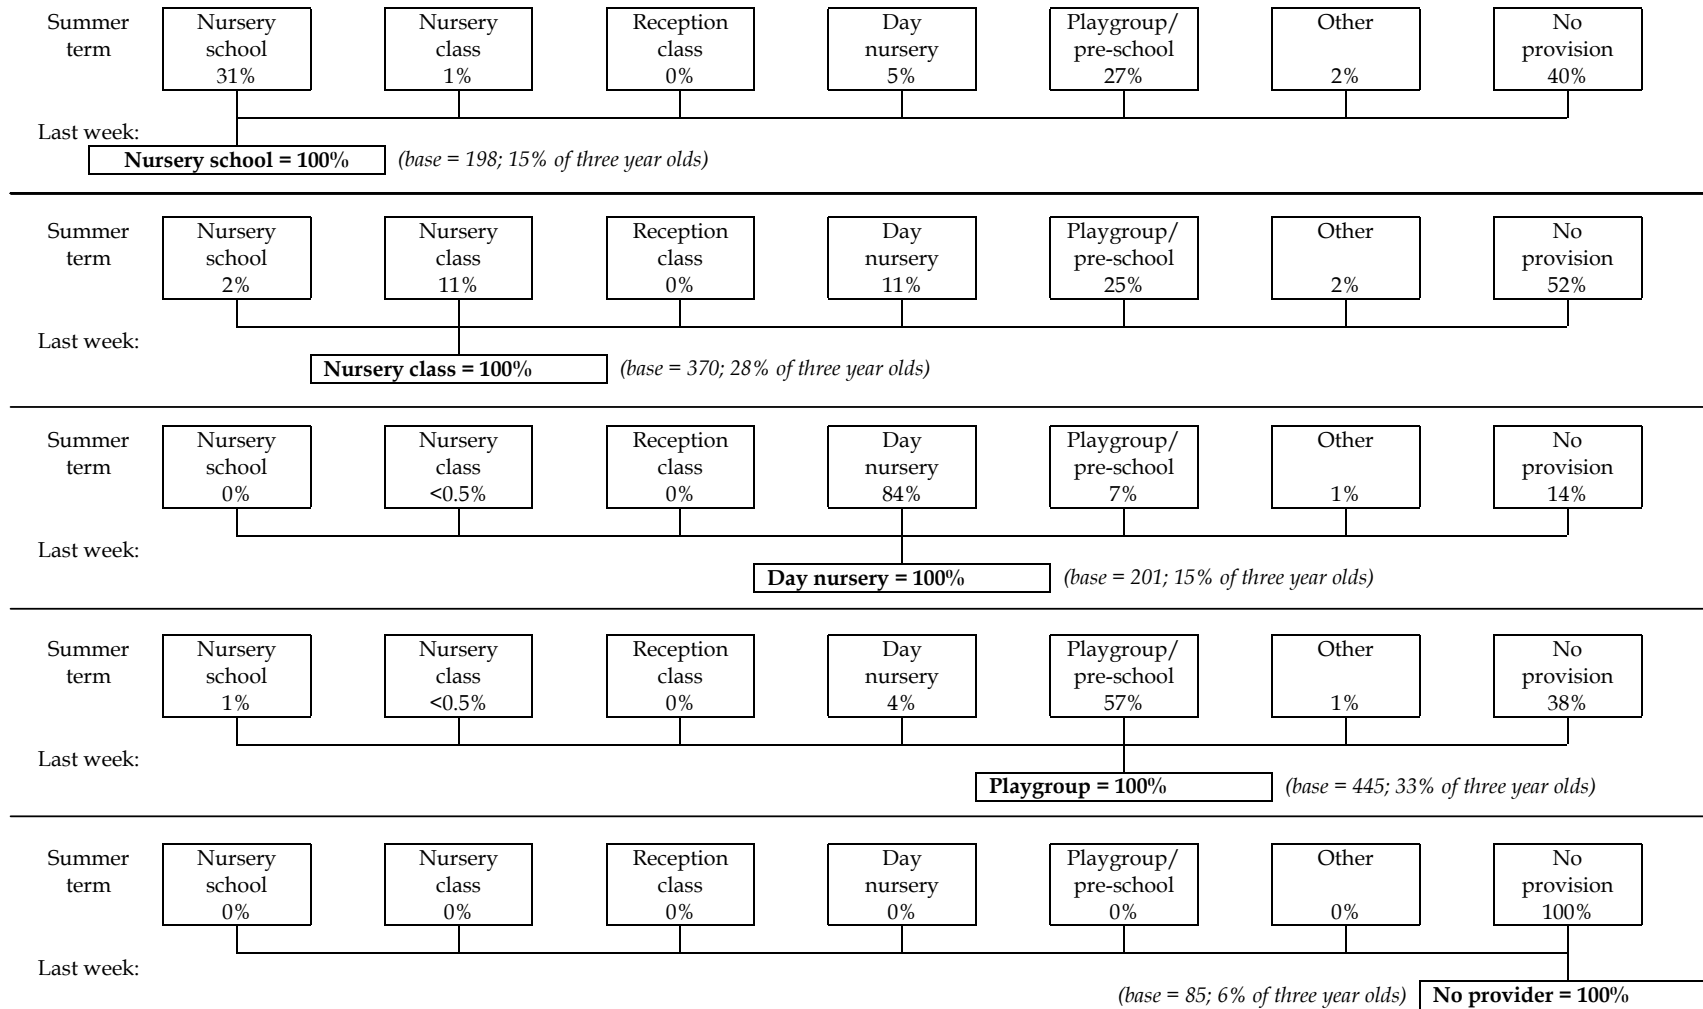 Summer
term
Nursery
school
31%
Nursery
class
1%
Reception
class
0%
Day
nursery
5%
Playgroup/
pre-school
27%
Other
2%
No
provision
40%
Last week:
Nursery school = 100%
(base = 198; 15% of three year olds)
Summer
term
Nursery
school
2%
Nursery
class
11%
Reception
class
0%
Day
nursery
11%
Playgroup/
pre-school
25%
Other
2%
No
provision
52%
Last week:
Nursery class = 100%
(base = 370; 28% of three year olds)
Summer
term
Nursery
school
0%
Nursery
class
<0.5%
Reception
class
0%
Day
nursery
84%
Playgroup/
pre-school
7%
Other
1%
No
provision
14%
Last week:
Day nursery = 100%
(base = 201; 15% of three year olds)
Summer
term
Nursery
school
1%
Nursery
class
<0.5%
Reception
class
0%
Day
nursery
4%
Playgroup/
pre-school
57%
Other
1%
No
provision
38%
Last week:
Playgroup = 100%
(base = 445; 33% of three year olds)
Summer
term
Nursery
school
0%
Nursery
class
0%
Reception
class
0%
Day
nursery
0%
Playgroup/
pre-school
0%
Other
0%
No
provision
100%
Last week:
(base = 85; 6% of three year olds)
No provider = 100%